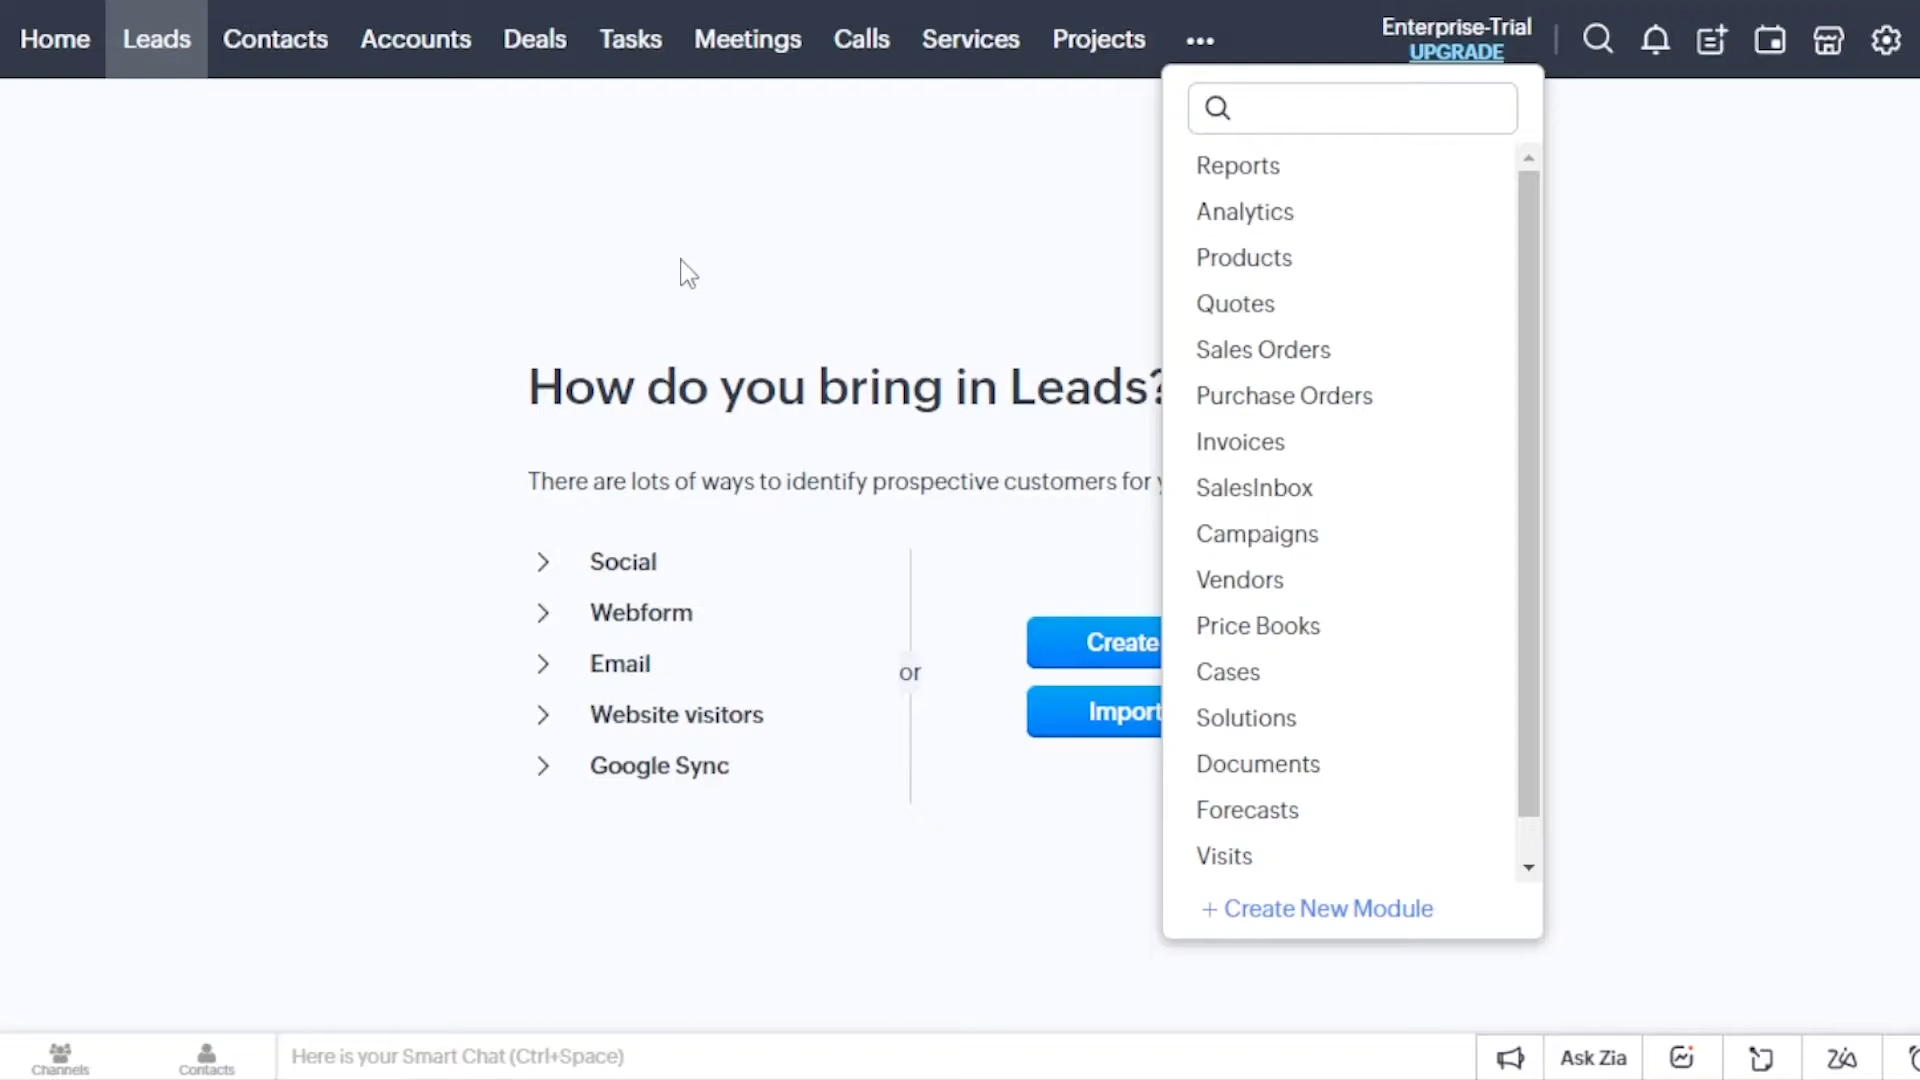 Home Leads Contacts Accounts Deals Tasks Meetings Calls Services Projects ••• Enterprise-Trial
UPGRADE
Reports
Analytics
Products
Quotes
Sales Orders
Purchase Orders
Invoices
SalesInbox
Campaigns
Vendors
Price Books
Cases
Solutions
Documents
Forecasts
Visits
+ Create New Module
How do you bring in Leads?
There are lots of ways to identify prospective customers for
Social
Webform
Email
Website visitors
Google Sync
or
Create
Import
Channels
Contacts
Here is your Smart Chat (Ctrl+Space)
Ask Zia